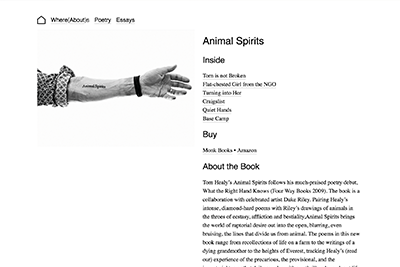 Where(About)s Poetry Essays
Animal Spirits
Animal Spirits
Inside
Torn is not Broken
Flat-chested Girl from the NGO
Turning into Her
Craigslist
Quiet Hands
Base Camp
Buy
Monk Books • Amazon
About the Book
Tom Healy's Animal Spirits follows his much-praised poetry debut,
What the Right Hand Knows (Four Way Books 2009). The book is a
collaboration with celebrated artist Duke Riley. Pairing Healy's
intense, diamond-hard poems with Riley's drawings of animals in
the throes of ecstasy, affliction and bestiality,Animal Spirits brings
the world of rapturial desire out into the open, blurring, even
bruising, the lines that divide us from animal. The poems in this new
book range from recollections of life on a farm to the writings of a
dying grandmother to the heights of Everest, tracking Healy's (read
our) experience of the precarious, the provisional, and the